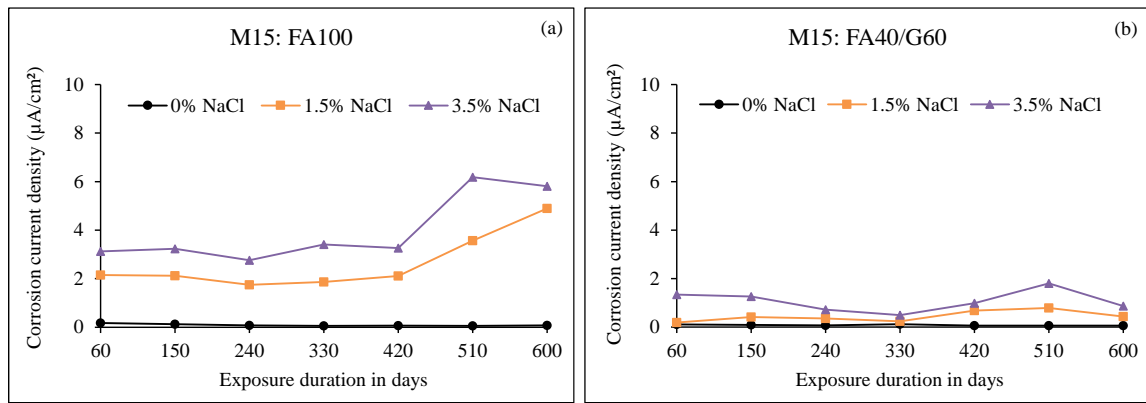 M15: FA100
(a)
Corrosion current density (µA/cm²)
10
8
6
4
2
0
0% NaCl
1.5% NaCl
3.5% NaCl
60
150
240
330
420
510
600
Exposure duration in days
M15: FA40/G60
(b)
Corrosion current density (µA/cm²)
10
8
6
4
2
0
0% NaCl
1.5% NaCl
3.5% NaCl
60
150
240
330
420
510
600
Exposure duration in days